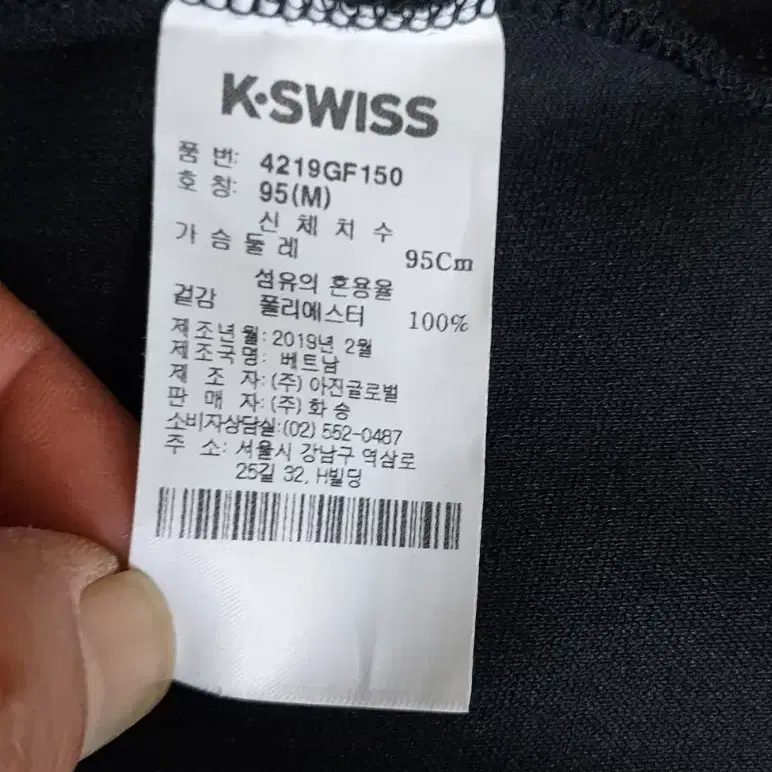 K·SWISS
품 번: 4219GF150
호 칭: 95(M)
신 체 치 수
가 슴 둘 레 95Cm
섬유의 혼용율
겉감 폴리에스터 100%
제조년월: 2019년 2월
제조국명: 베트남
제 조 자: (주) 아진글로벌
판 매 자: (주) 화 승
소비자상담실: (02) 552-0487
주 소: 서울시 강남구 역삼로
25길 32, H빌딩